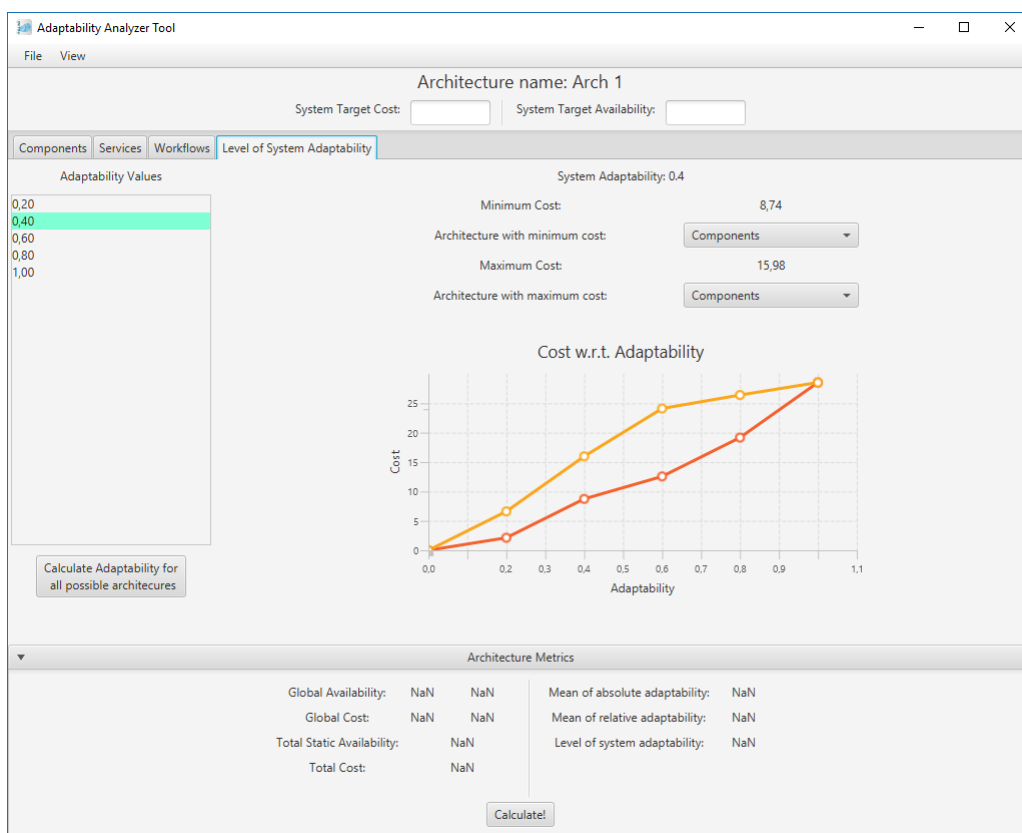 Adaptability Analyzer Tool
File View
Architecture name: Arch 1
System Target Cost: System Target Availability:
Components Services Workflows Level of System Adaptability
Adaptability Values
0,20
0,40
0,60
0,80
1,00
Calculate Adaptability for
all possible architecures
System Adaptability: 0.4
Minimum Cost: 8,74
Architecture with minimum cost: Components
Maximum Cost: 15,98
Architecture with maximum cost: Components
Cost w.r.t. Adaptability
Cost
25
20
15
10
5
0
0,0 0,2 0,3 0,4 0,5 0,6 0,7 0,8 0,9 1,1
Adaptability
Architecture Metrics
Global Availability: NaN NaN
Global Cost: NaN NaN
Total Static Availability: NaN
Total Cost: NaN
Mean of absolute adaptability: NaN
Mean of relative adaptability: NaN
Level of system adaptability: NaN
Calculate!